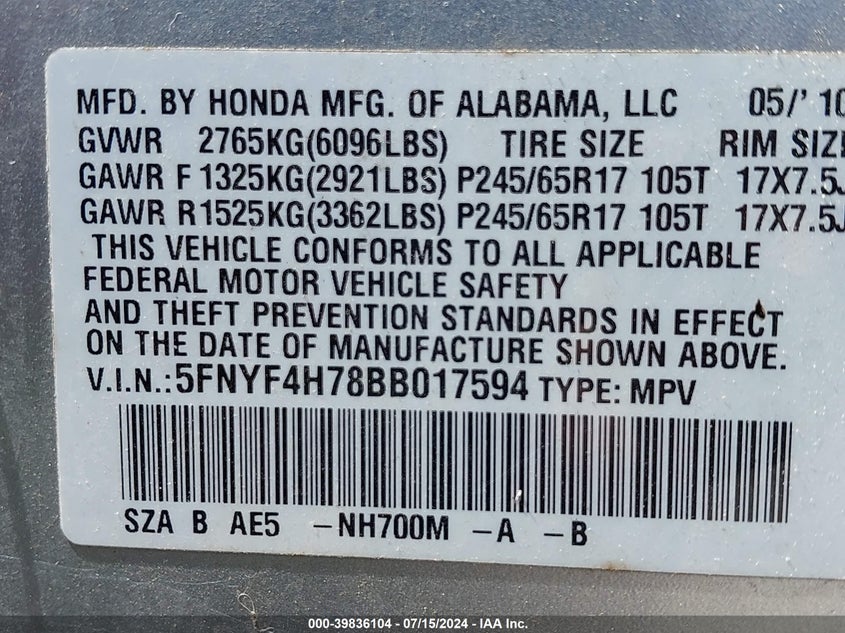 MFD. BY HONDA MFG. OF ALABAMA, LLC 05/' 10
GVWR 2765KG(6096LBS) TIRE SIZE RIM SIZE
GAWR F 1325KG(2921LBS) P245/65R17 105T 17X7.5J
GAWR R1525KG(3362LBS) P245/65R17 105T 17X7.5J
THIS VEHICLE CONFORMS TO ALL APPLICABLE
FEDERAL MOTOR VEHICLE SAFETY
AND THEFT PREVENTION STANDARDS IN EFFECT
ON THE DATE OF MANUFACTURE SHOWN ABOVE.
V.I.N.:5FNYF4H78BB017594 TYPE: MPV
SZA B AE5 -NH700M -A -B
000-39836104 - 07/15/2024 - IAA Inc.